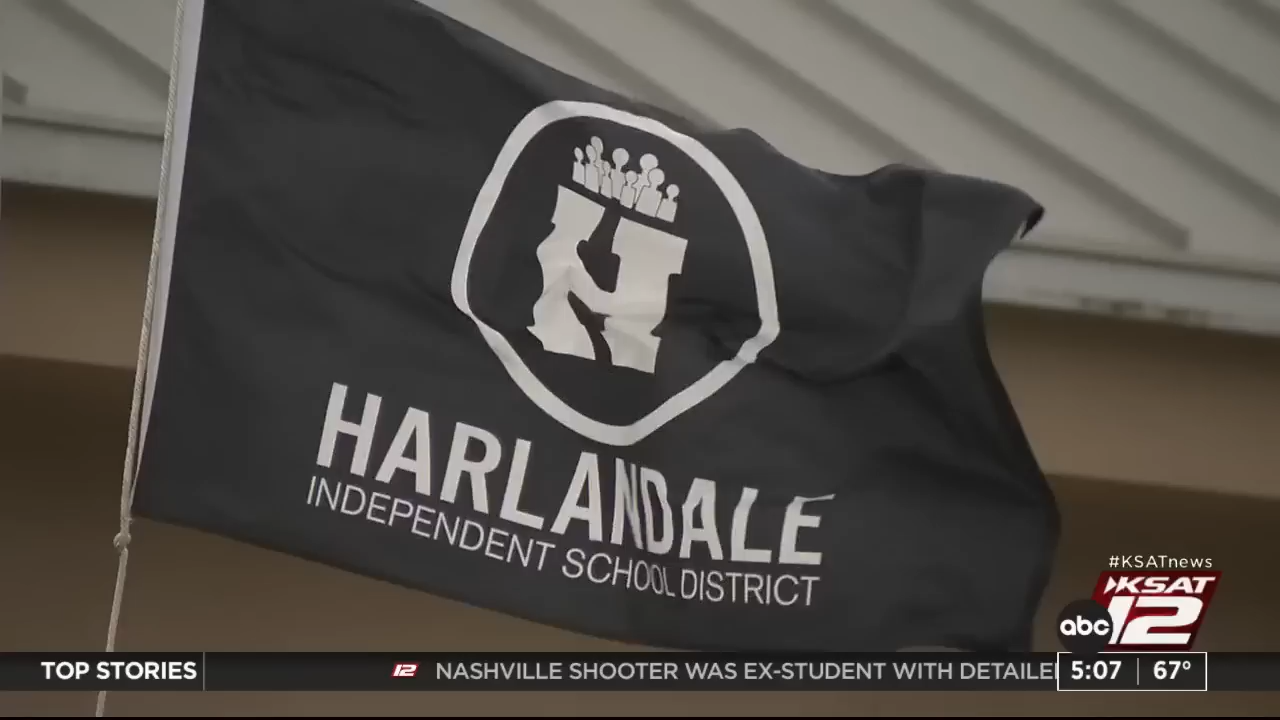 H
HARLANDALE
INDEPENDENT SCHOOL DISTRICT
#KSATnews
KSAT
abc 12
TOP STORIES 12 NASHVILLE SHOOTER WAS EX-STUDENT WITH DETAILE 5:07 67°